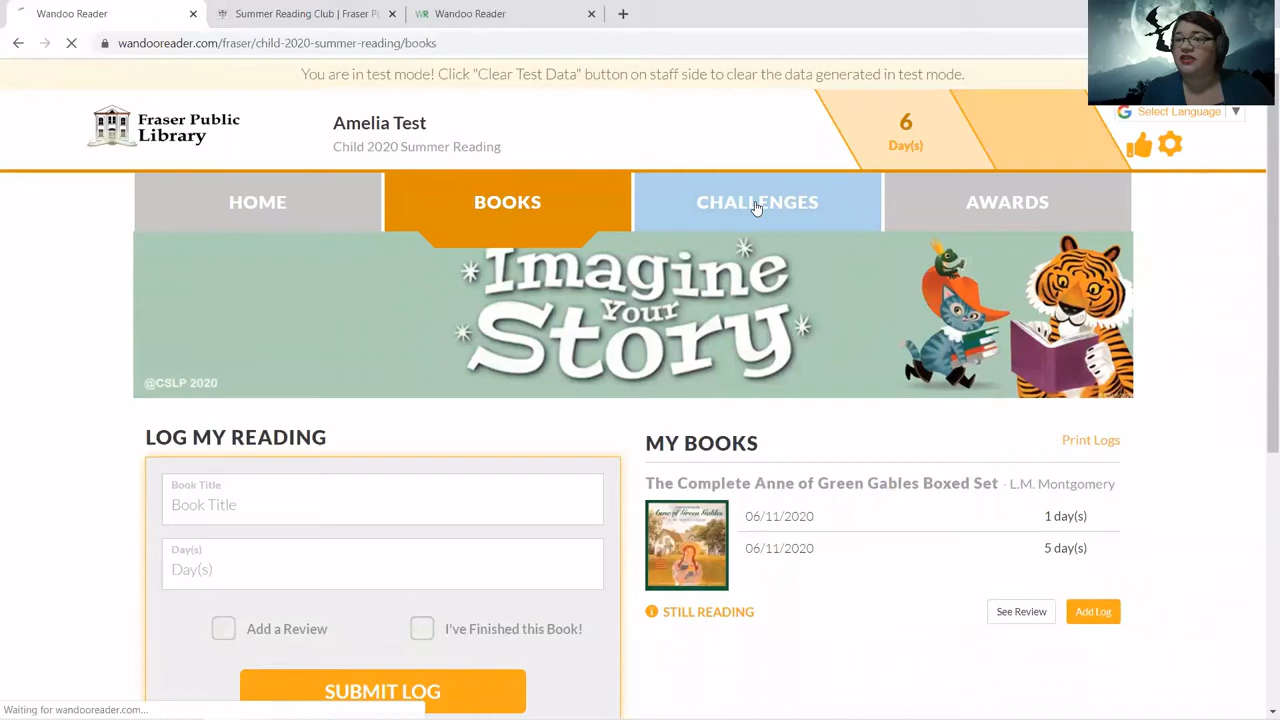 Wandoo Reader
Summer Reading Club | Fraser P
Wandoo Reader
wandooreader.com/fraser/child-2020-summer-reading/books
You are in test mode! Click "Clear Test Data" button on staff side to clear the data generated in test mode.
Fraser Public
Library
Amelia Test
Child 2020 Summer Reading
6
Day(s)
Select Language
HOME
BOOKS
CHALLENGES
AWARDS
Imagine
Your
Story
@CSLP 2020
LOG MY READING
Book Title
Book Title
Day(s)
Day(s)
Add a Review
I've Finished this Book!
SUBMIT LOG
MY BOOKS
Print Logs
The Complete Anne of Green Gables Boxed Set - L.M. Montgomery
Anne of Green Gables
06/11/2020
1 day(s)
06/11/2020
5 day(s)
STILL READING
See Review
Add Log
Waiting for wandooreader.com...